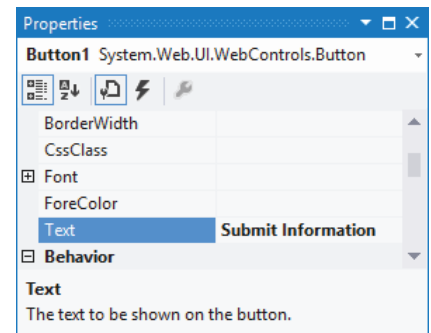 Properties
Button1 System.Web.UI.WebControls.Button
BorderWidth
CssClass
Font
ForeColor
Text Submit Information
Behavior
Text
The text to be shown on the button.